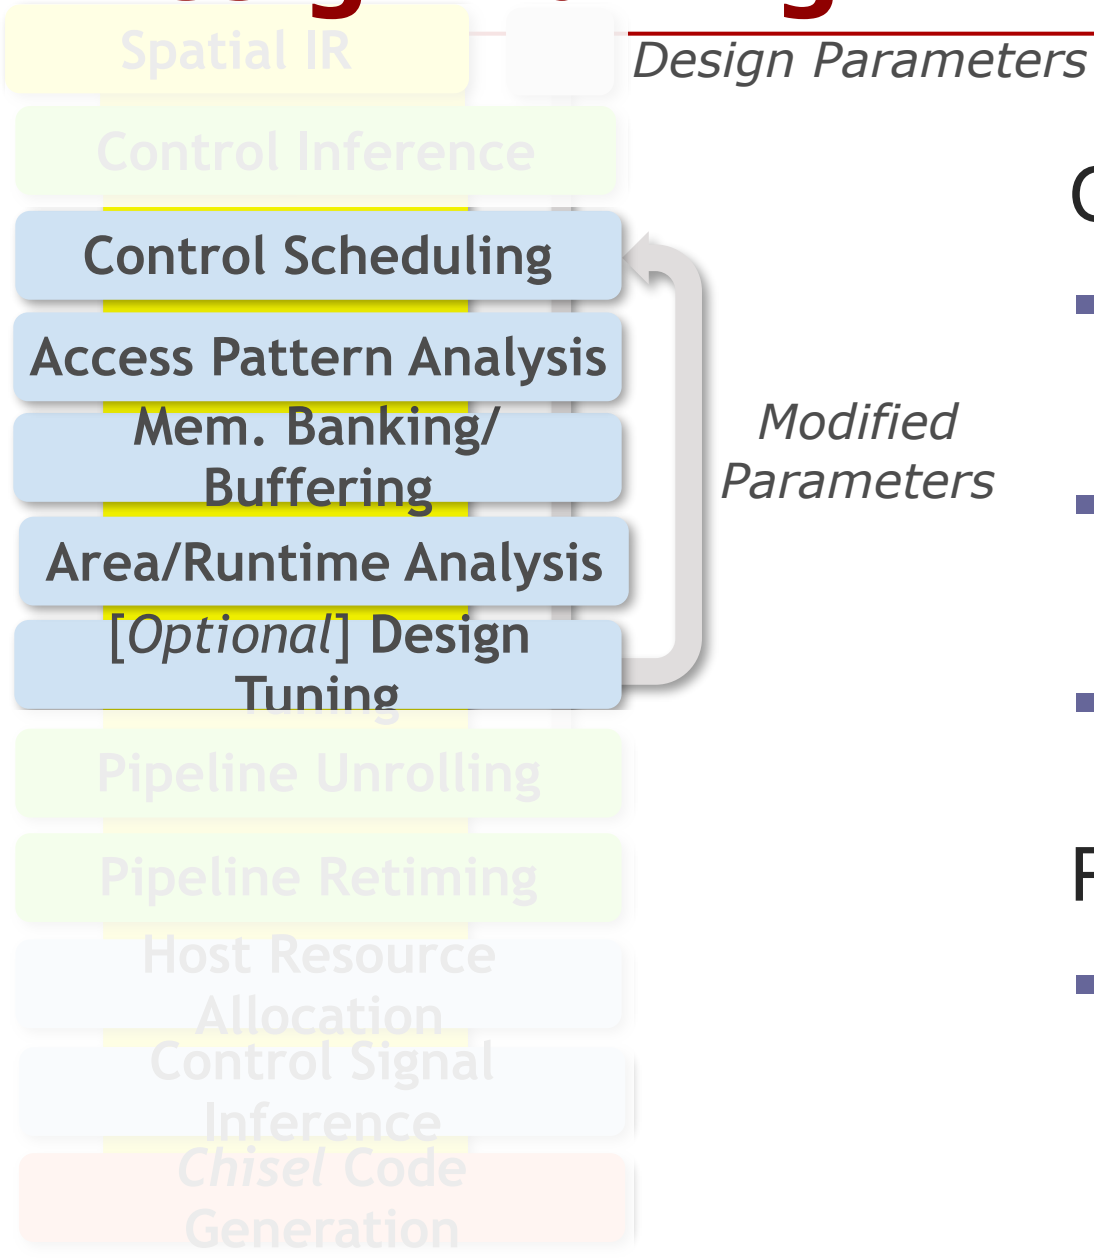 Spatial IR
Design Parameters
Control Inference
Control Scheduling
Access Pattern Analysis
Mem. Banking/
Buffering
Modified
Parameters
Area/Runtime Analysis
[Optional] Design
Tuning
Pipeline Unrolling
Pipeline Retiming
Host Resource
Allocation
Control Signal
Inference
Chisel Code
Generation